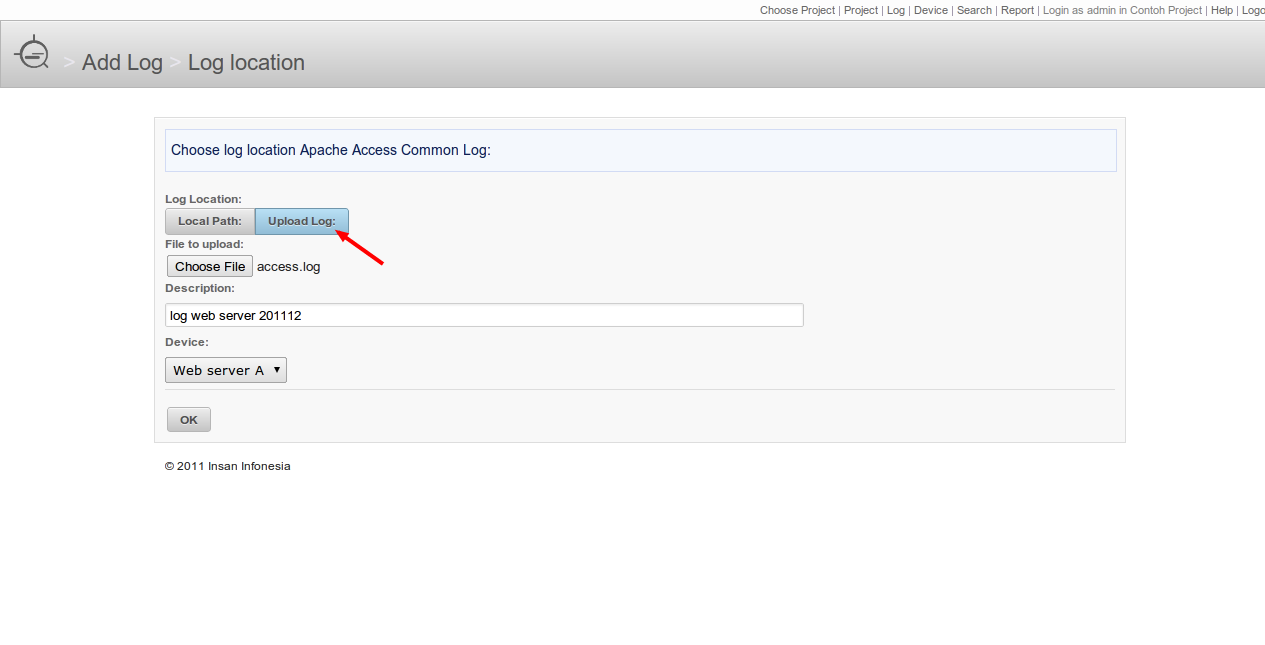 Choose Project | Project | Log | Device | Search | Report | Login as admin in Contoh Project | Help | Logo
> Add Log > Log location
Choose log location Apache Access Common Log:
Log Location:
Local Path: Upload Log:
File to upload:
Choose File access.log
Description:
log web server 201112
Device:
Web server A
OK
© 2011 Insan Infonesia